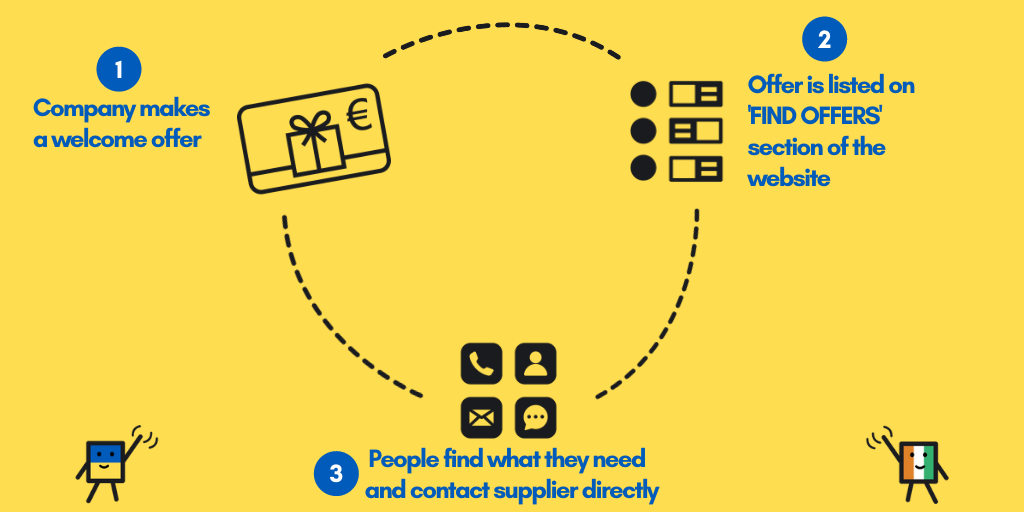 1
Company makes
a welcome offer
€
2
Offer is listed on
'FIND OFFERS'
section of the
website
3
People find what they need
and contact supplier directly